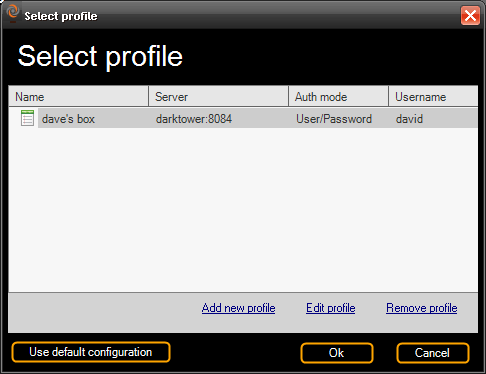 Select profile
Select profile
Name Server Auth mode Username
dave's box darktower:8084 User/Password david
Add new profile Edit profile Remove profile
Use default configuration Ok Cancel